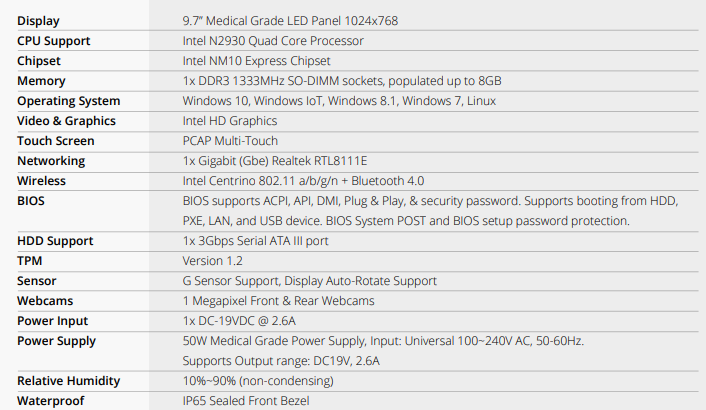 Display 9.7” Medical Grade LED Panel 1024x768
CPU Support Intel N2930 Quad Core Processor
Chipset Intel NM10 Express Chipset
Memory 1x DDR3 1333MHz SO-DIMM sockets, populated up to 8GB
Operating System Windows 10, Windows IoT, Windows 8.1, Windows 7, Linux
Video & Graphics Intel HD Graphics
Touch Screen PCAP Multi-Touch
Networking 1x Gigabit (Gbe) Realtek RTL8111E
Wireless Intel Centrino 802.11 a/b/g/n + Bluetooth 4.0
BIOS BIOS supports ACPI, API, DMI, Plug & Play, & security password. Supports booting from HDD,
PXE, LAN, and USB device. BIOS System POST and BIOS setup password protection.
HDD Support 1x 3Gbps Serial ATA III port
TPM Version 1.2
Sensor G Sensor Support, Display Auto-Rotate Support
Webcams 1 Megapixel Front & Rear Webcams
Power Input 1x DC-19VDC @ 2.6A
Power Supply 50W Medical Grade Power Supply, Input: Universal 100~240V AC, 50-60Hz.
Supports Output range: DC19V, 2.6A
Relative Humidity 10%~90% (non-condensing)
Waterproof IP65 Sealed Front Bezel